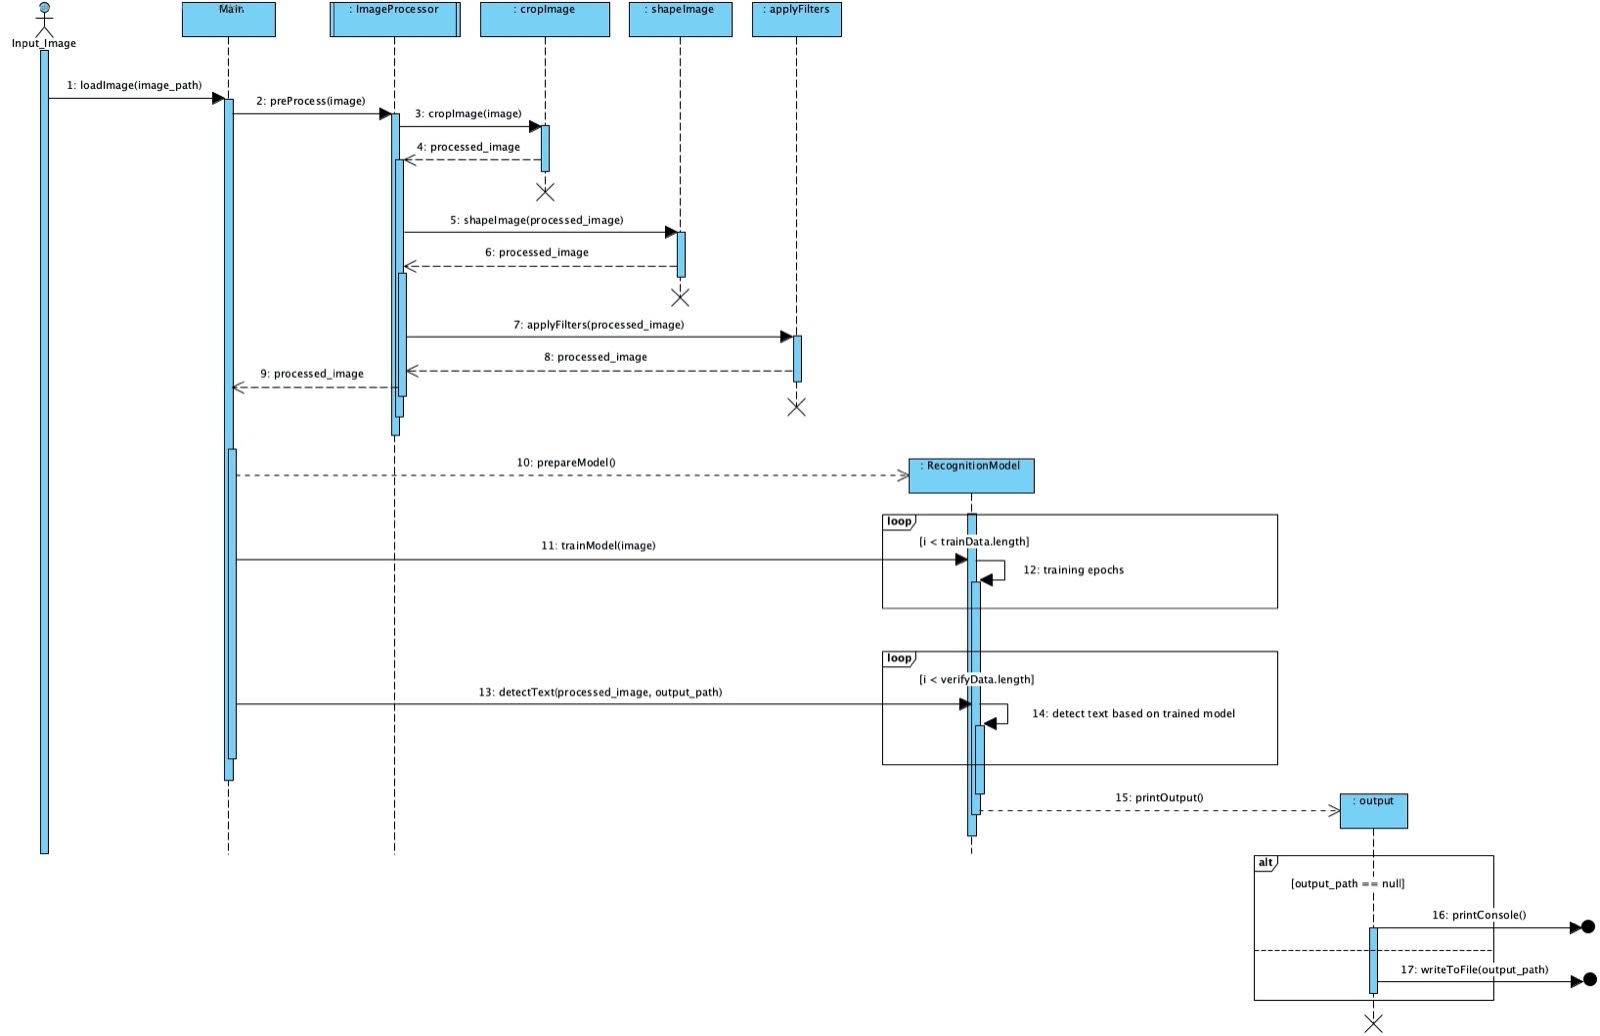 Main
: ImageProcessor
: cropImage
: shapeImage
: applyFilters
Input_Image
1: loadImage(image_path)
2: preProcess(image)
3: cropImage(image)
4: processed_image
5: shapeImage(processed_image)
6: processed_image
7: applyFilters(processed_image)
8: processed_image
9: processed_image
10: prepareModel()
: RecognitionModel
loop
[i < trainData.length]
11: trainModel(image)
12: training epochs
loop
[i < verifyData.length]
13: detectText(processed_image, output_path)
14: detect text based on trained model
15: printOutput()
: output
alt
[output_path == null]
16: printConsole()
17: writeToFile(output_path)